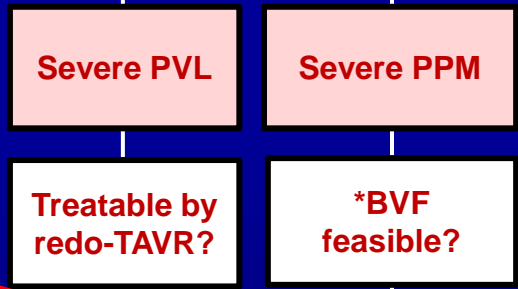 Severe PVL
Severe PPM
Treatable by
redo-TAVR?
*BVF
feasible?